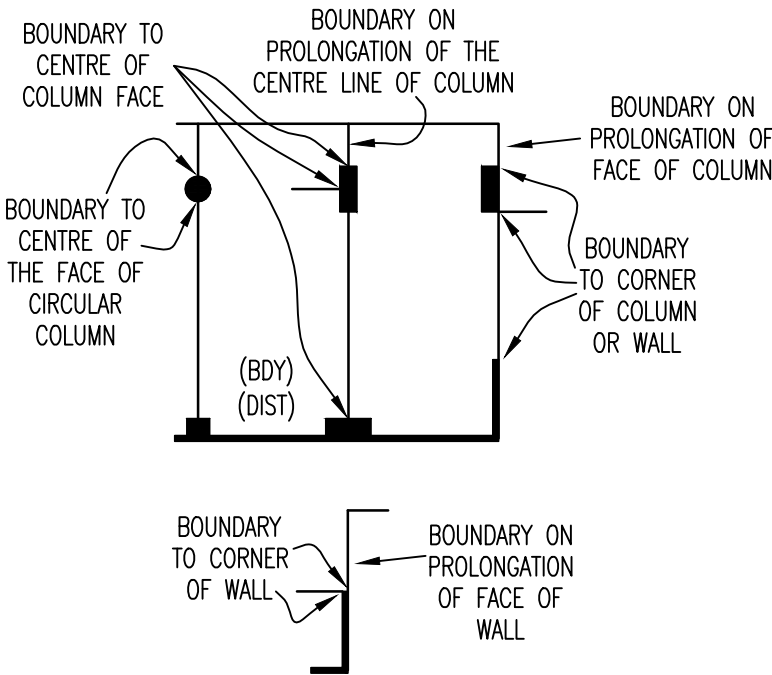 BOUNDARY TO
CENTRE OF
COLUMN FACE
BOUNDARY ON
PROLONGATION OF THE
CENTRE LINE OF COLUMN
BOUNDARY ON
PROLONGATION OF
FACE OF COLUMN
BOUNDARY TO
CENTRE OF
THE FACE OF
CIRCULAR
COLUMN
BOUNDARY
TO CORNER
OF COLUMN
OR WALL
(BDY)
(DIST)
BOUNDARY
TO CORNER
OF WALL
BOUNDARY ON
PROLONGATION
OF FACE OF
WALL